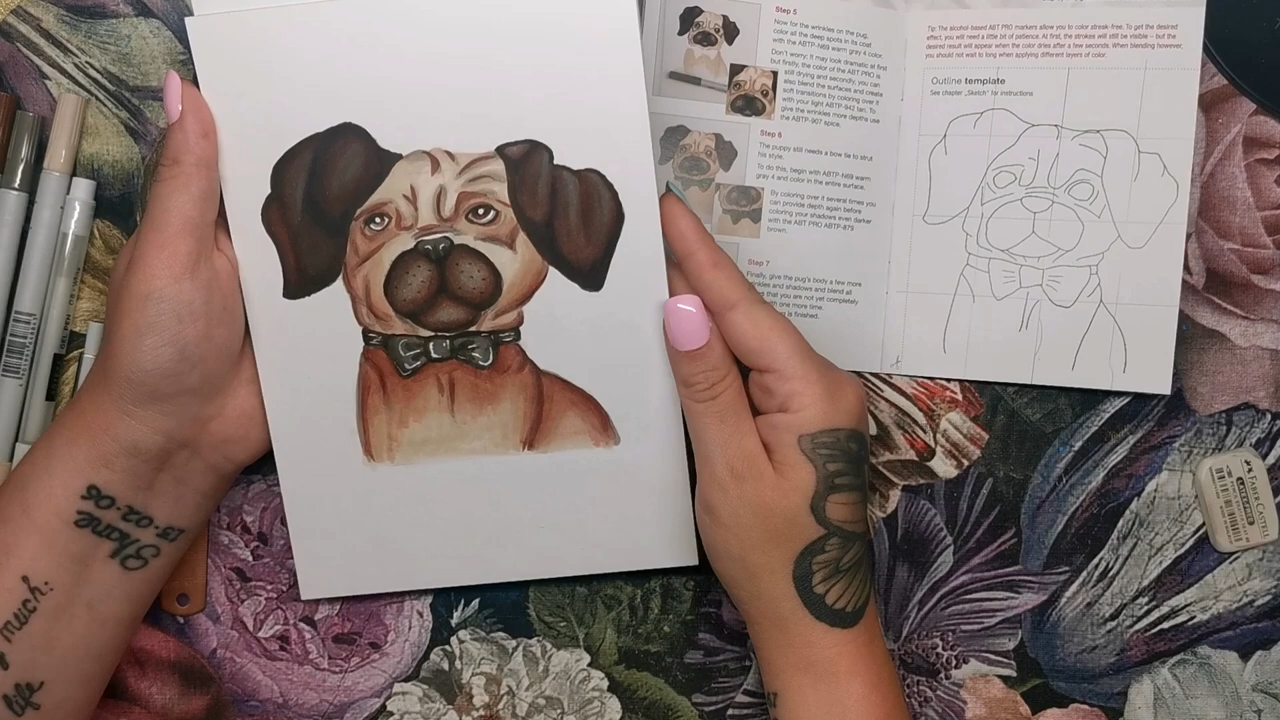 Step 5
Now for the wrinkles on the pug,
color all the deep spots in its coat
with the ABTP-N69 warm gray 4 color.
Don't worry: It may look dramatic at first
but firstly, the color of the ABT PRO is
still drying and secondly, you can
also blend the surfaces and create
soft transitions by coloring over it
with your light ABTP-942 tan. To
give the wrinkles more depths use
the ABTP-907 spice.
Step 6
The puppy still needs a bow tie to strut
his style.
To do this, begin with ABTP-N69 warm
gray 4 and color in the entire surface.
By coloring over it several times you
can provide depth again before
coloring your shadows even darker
with the ABT PRO ABTP-879
brown.
Step 7
Finally, give the pug's body a few more
wrinkles and shadows and blend all
that you are not yet completely
with one more time.
is finished.
Tip: The alcohol-based ABT PRO markers allow you to color streak-free. To get the desired
effect, you will need a little bit of patience. At first, the strokes will still be visible – but the
desired result will appear when the color dries after a few seconds. When blending however,
you should not wait to long when applying different layers of color.
Outline template
See chapter „Sketch" for instructions
Shane
15·02·06
much.
life
FABER-CASTELL